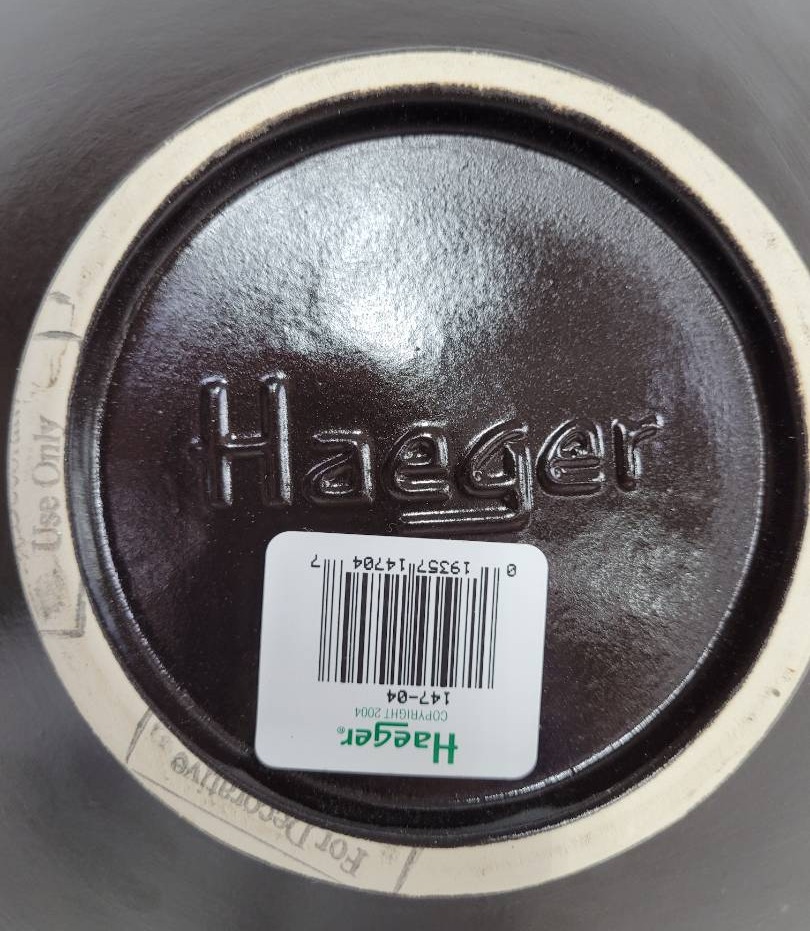 Haeger
Haeger®
COPYRIGHT 2004
147-04
0 19357 14704 7
For Decorative
Use Only